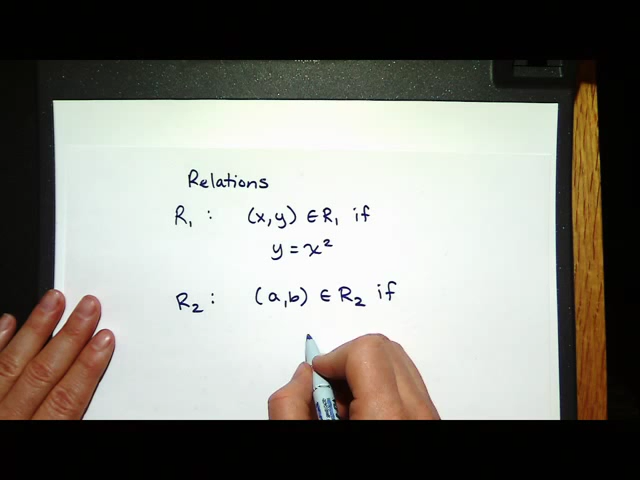 Relations
R₁ : (x,y) ∈ R₁ if
y = x²
R₂ : (a,b) ∈ R₂ if